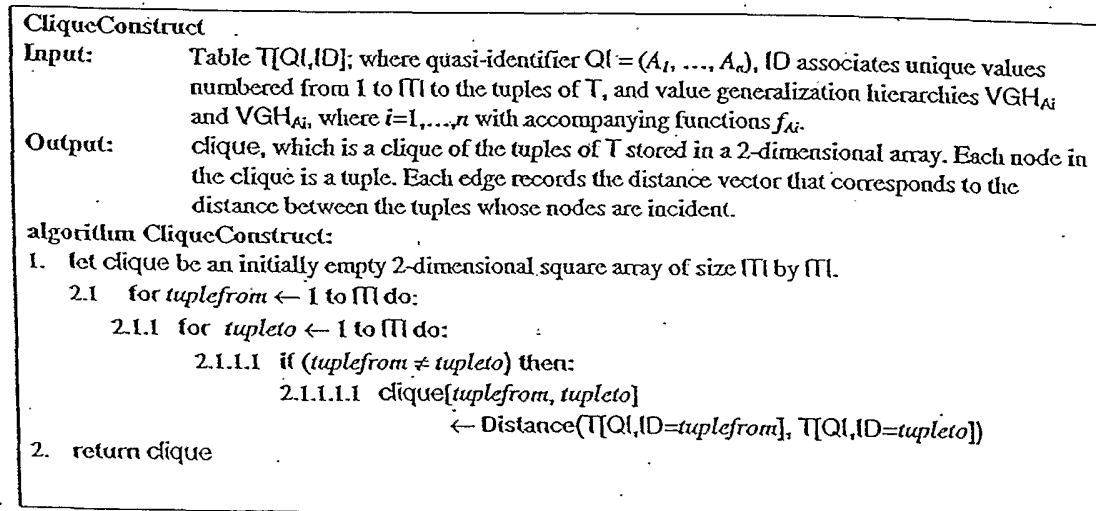 CliqueConstruct
Input: Table T[QI,ID]; where quasi-identifier QI = (A1, …, An), ID associates unique values
numbered from 1 to |T| to the tuples of T, and value generalization hierarchies VGHAi
and VGHAi, where i=1,…,n with accompanying functions fAi.
Output: clique, which is a clique of the tuples of T stored in a 2-dimensional array. Each node in
the clique is a tuple. Each edge records the distance vector that corresponds to the
distance between the tuples whose nodes are incident.
algorithm CliqueConstruct:
1. let clique be an initially empty 2-dimensional square array of size |T| by |T|.
2.1 for tuplefrom ← 1 to |T| do:
2.1.1 for tupleto ← 1 to |T| do:
2.1.1.1 if (tuplefrom ≠ tupleto) then:
2.1.1.1.1 clique[tuplefrom, tupleto]
← Distance(T[QI,ID=tuplefrom], T[QI,ID=tupleto])
2. return clique